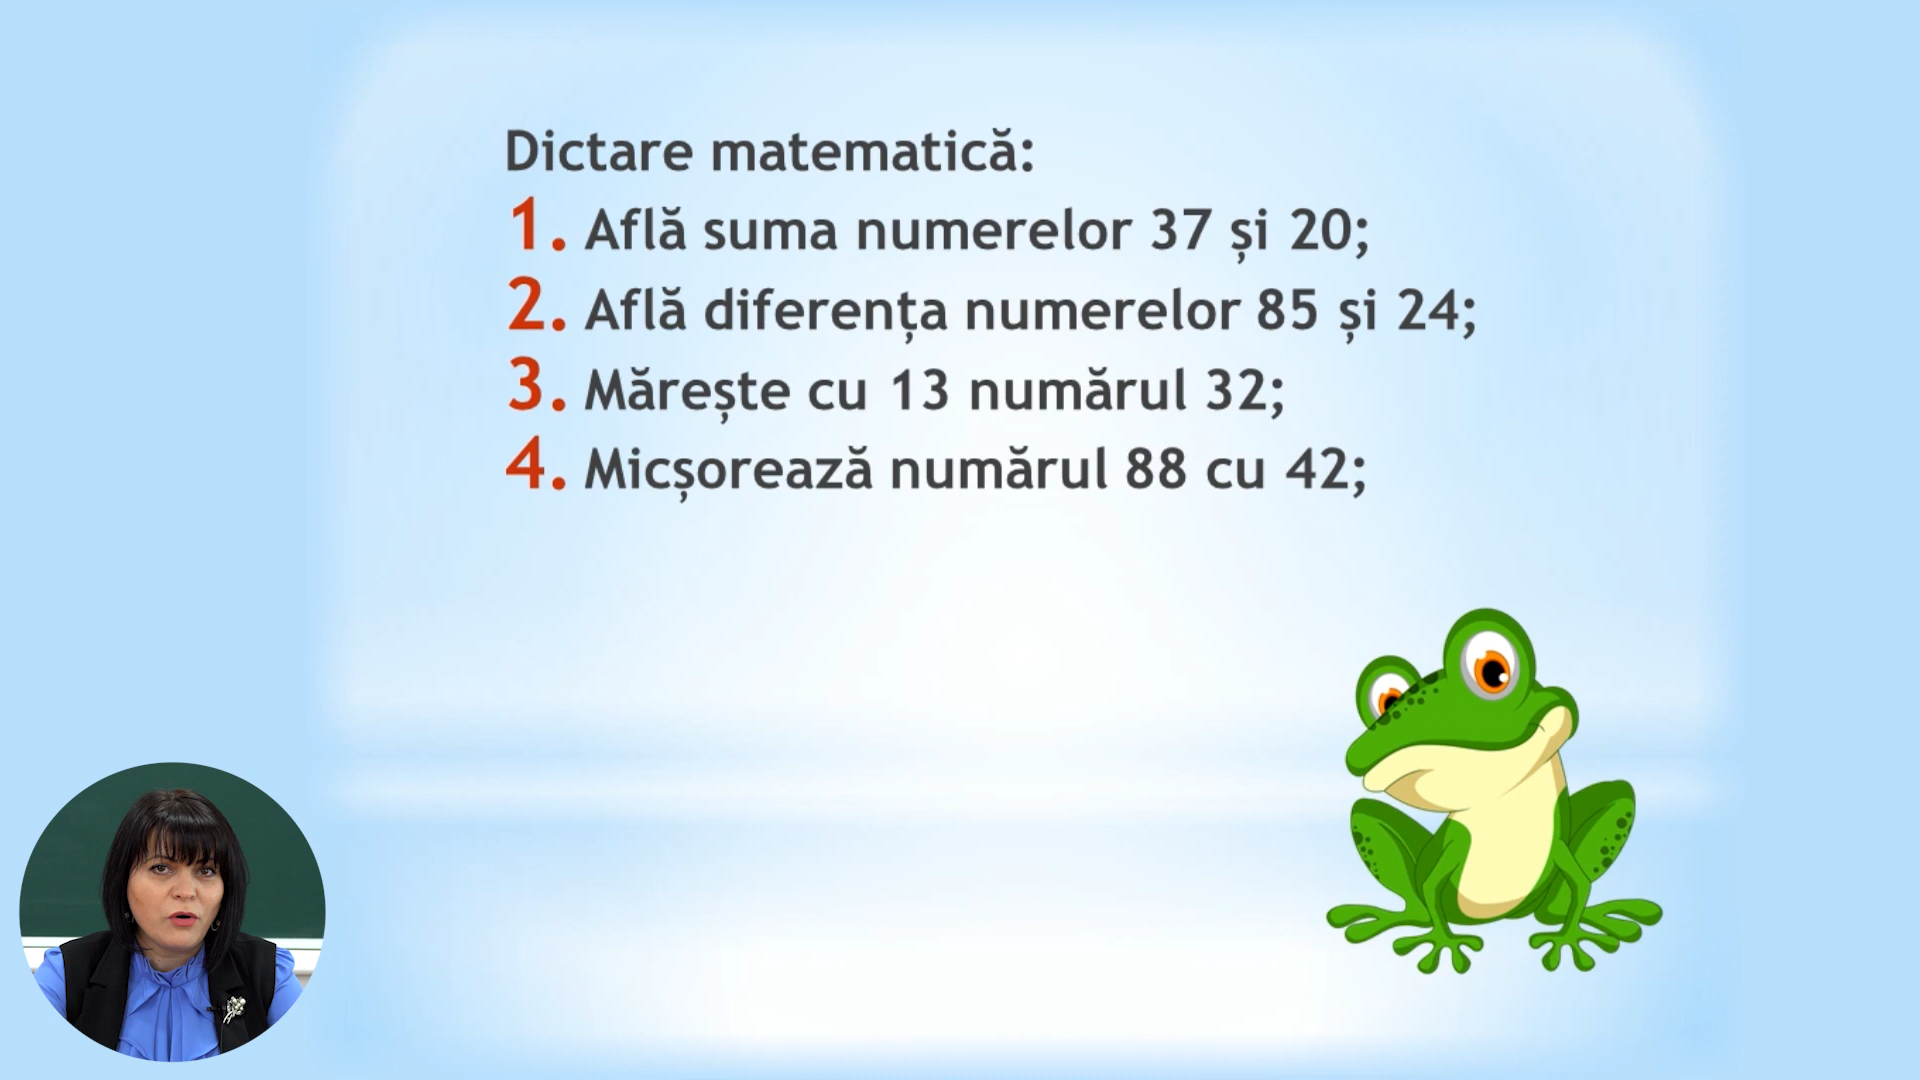 Dictare matematică:
1. Află suma numerelor 37 și 20;
2. Află diferența numerelor 85 și 24;
3. Mărește cu 13 numărul 32;
4. Micșorează numărul 88 cu 42;